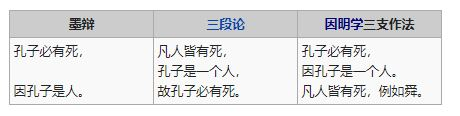 墨辩 三段论 因明学三支作法
孔子必有死， 凡人皆有死， 孔子必有死，
孔子是一个人， 因孔子是一个人。
因孔子是人。 故孔子必有死。 凡人皆有死，例如舜。